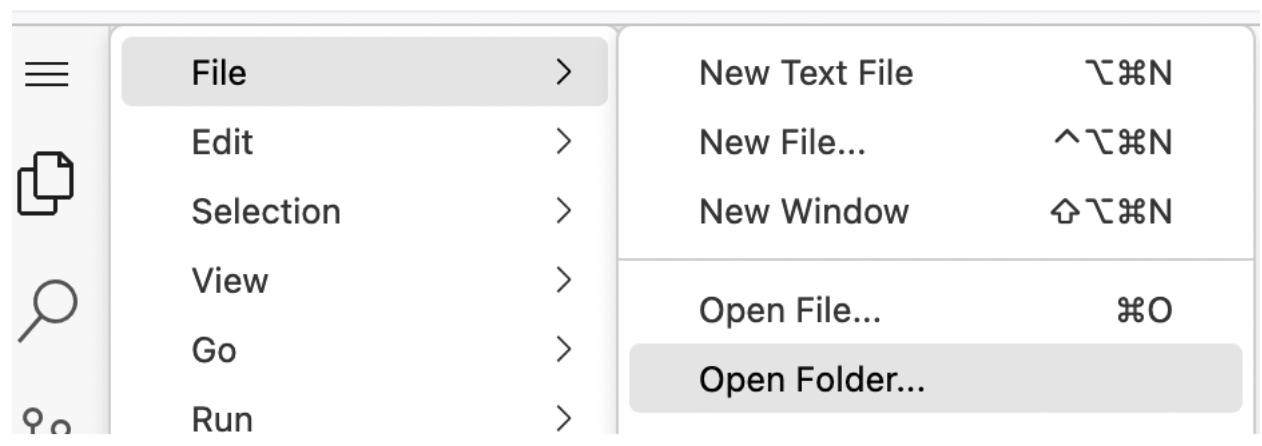 File
Edit
Selection
View
Go
Run
New Text File ⌥⌘N
New File... ^⌥⌘N
New Window ⇧⌥⌘N
Open File... ⌘O
Open Folder...